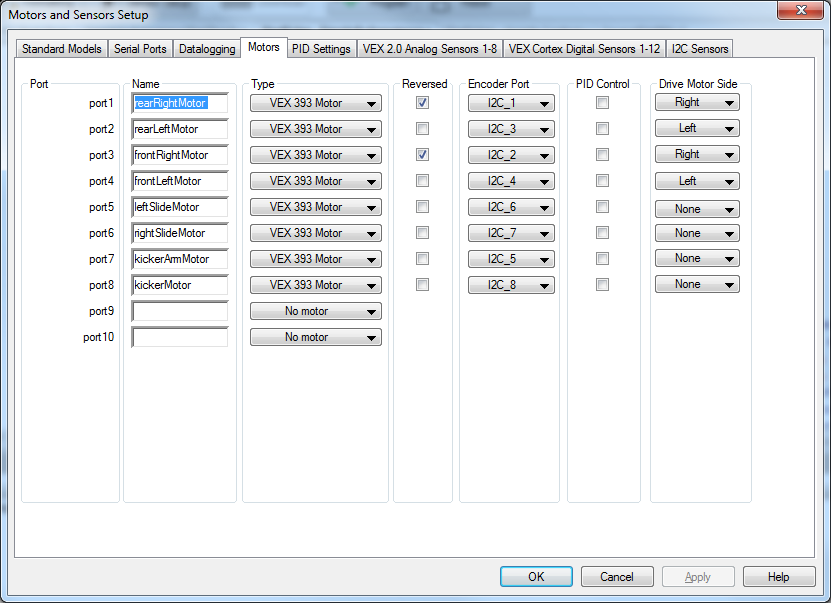 Motors and Sensors Setup
Standard Models Serial Ports Datalogging Motors PID Settings VEX 2.0 Analog Sensors 1-8 VEX Cortex Digital Sensors 1-12 I2C Sensors
Port Name Type Reversed Encoder Port PID Control Drive Motor Side
port1 rearRightMotor VEX 393 Motor I2C_1 Right
port2 rearLeftMotor VEX 393 Motor I2C_3 Left
port3 frontRightMotor VEX 393 Motor I2C_2 Right
port4 frontLeftMotor VEX 393 Motor I2C_4 Left
port5 leftSlideMotor VEX 393 Motor I2C_6 None
port6 rightSlideMotor VEX 393 Motor I2C_7 None
port7 kickerArmMotor VEX 393 Motor I2C_5 None
port8 kickerMotor VEX 393 Motor I2C_8 None
port9 No motor
port10 No motor
OK Cancel Apply Help